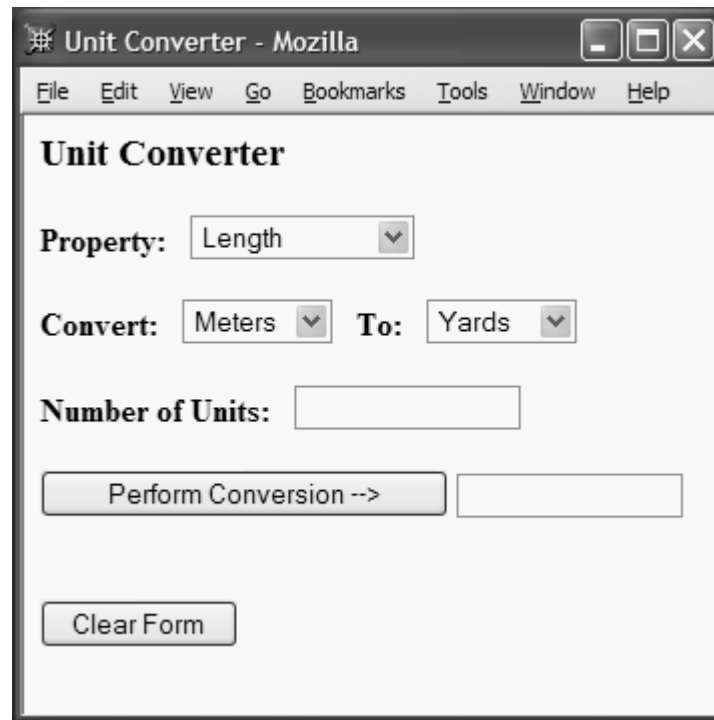 Unit Converter - Mozilla
File Edit View Go Bookmarks Tools Window Help
Unit Converter
Property: Length
Convert: Meters To: Yards
Number of Units:
Perform Conversion -->
Clear Form